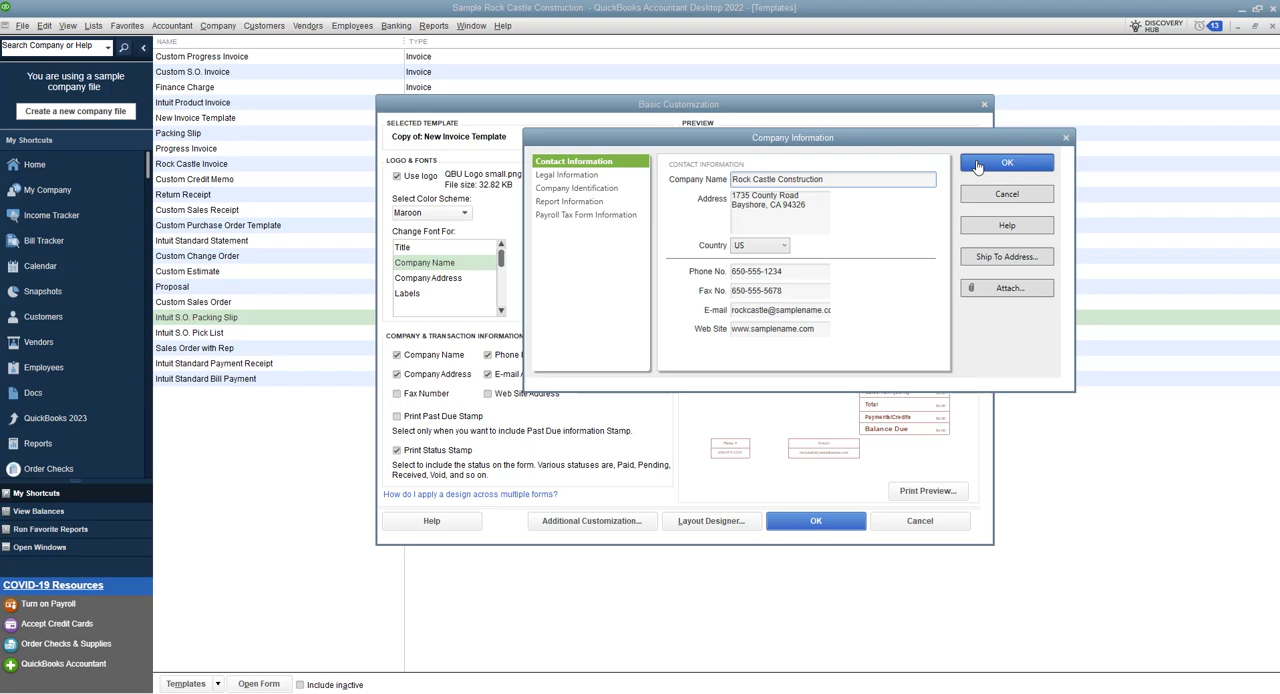 Sample Rock Castle Construction - QuickBooks Accountant Desktop 2022 - [Templates]
File Edit View Lists Favorites Accountant Company Customers Vendors Employees Banking Reports Window Help
DISCOVERY HUB 13
Search Company or Help
You are using a sample
company file
Create a new company file
My Shortcuts
Home
My Company
Income Tracker
Bill Tracker
Calendar
Snapshots
Customers
Vendors
Employees
Docs
QuickBooks 2023
Reports
Order Checks
My Shortcuts
View Balances
Run Favorite Reports
Open Windows
COVID-19 Resources
Turn on Payroll
Accept Credit Cards
Order Checks & Supplies
QuickBooks Accountant
NAME TYPE
Custom Progress Invoice Invoice
Custom S.O. Invoice Invoice
Finance Charge Invoice
Intuit Product Invoice
New Invoice Template
Packing Slip
Progress Invoice
Rock Castle Invoice
Custom Credit Memo
Return Receipt
Custom Sales Receipt
Custom Purchase Order Template
Intuit Standard Statement
Custom Change Order
Custom Estimate
Proposal
Custom Sales Order
Intuit S.O. Packing Slip
Intuit S.O. Pick List
Sales Order with Rep
Intuit Standard Payment Receipt
Intuit Standard Bill Payment
Templates Open Form Include inactive
Basic Customization
SELECTED TEMPLATE
Copy of: New Invoice Template
PREVIEW
LOGO & FONTS
Use logo QBU Logo small.png
File size: 32.82 KB
Select Color Scheme:
Maroon
Change Font For:
Title
Company Name
Company Address
Labels
COMPANY & TRANSACTION INFORMATION
Company Name Phone
Company Address E-mail
Fax Number Web Site Address
Print Past Due Stamp
Select only when you want to include Past Due information Stamp.
Print Status Stamp
Select to include the status on the form. Various statuses are, Paid, Pending,
Received, Void, and so on.
How do I apply a design across multiple forms?
Total
Payments/Credits
Balance Due
Print Preview...
Help Additional Customization... Layout Designer... OK Cancel
Company Information
Contact Information
Legal Information
Company Identification
Report Information
Payroll Tax Form Information
CONTACT INFORMATION
Company Name Rock Castle Construction
Address 1735 County Road
Bayshore, CA 94326
Country US
Phone No. 650-555-1234
Fax No. 650-555-5678
E-mail rockcastle@samplename.co
Web Site www.samplename.com
OK
Cancel
Help
Ship To Address...
Attach...